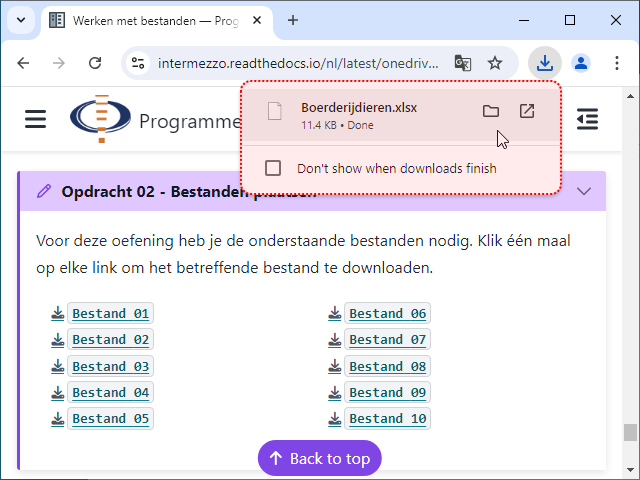 Werken met bestanden — Prog
intermezzo.readthedocs.io/nl/latest/onedriv...
Programme
Boerderijdieren.xlsx
11.4 KB • Done
Don't show when downloads finish
Opdracht 02 - Bestanden plaatsen
Voor deze oefening heb je de onderstaande bestanden nodig. Klik één maal
op elke link om het betreffende bestand te downloaden.
Bestand 01
Bestand 02
Bestand 03
Bestand 04
Bestand 05
Bestand 06
Bestand 07
Bestand 08
Bestand 09
Bestand 10
Back to top